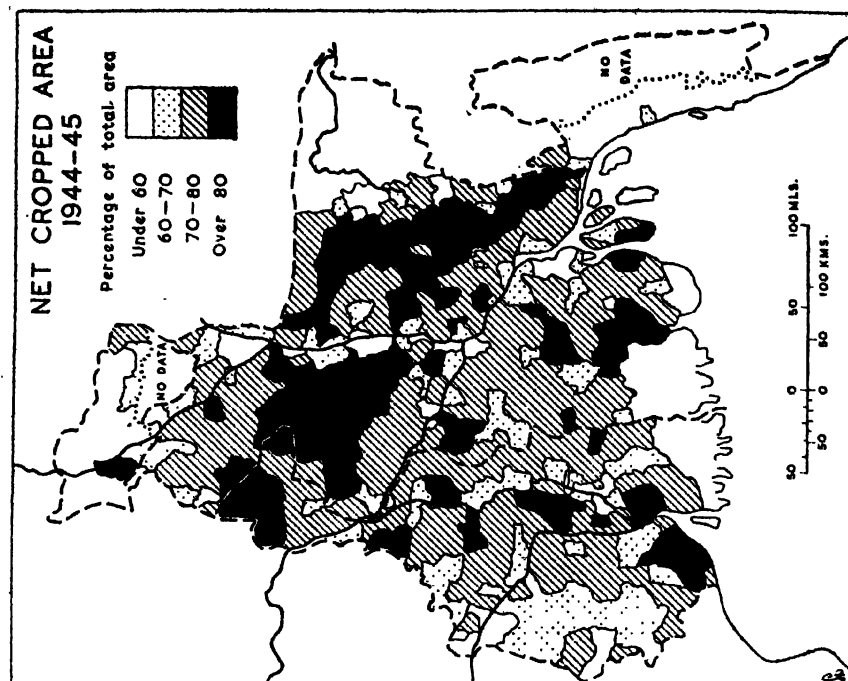 NET CROPPED AREA
1944-45
Percentage of total area
Under 60
60-70
70-80
Over 80
NO DATA
NO
DATA
50 0 50 100 MLS.
50 0 50 100 KMS.